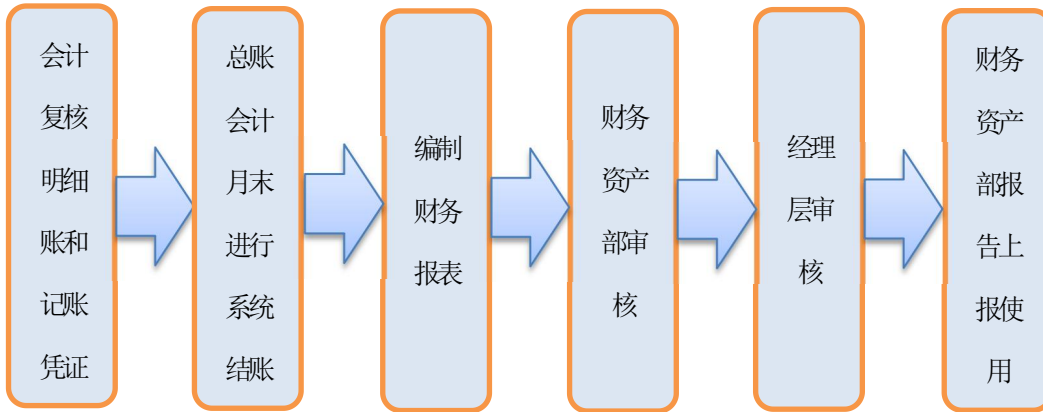 会计
复核
明细
账和
记账
凭证
总账
会计
月末
进行
系统
结账
编制
财务
报表
财务
资产
部审
核
经理
层审
核
财务
资产
部报
告上
报使
用